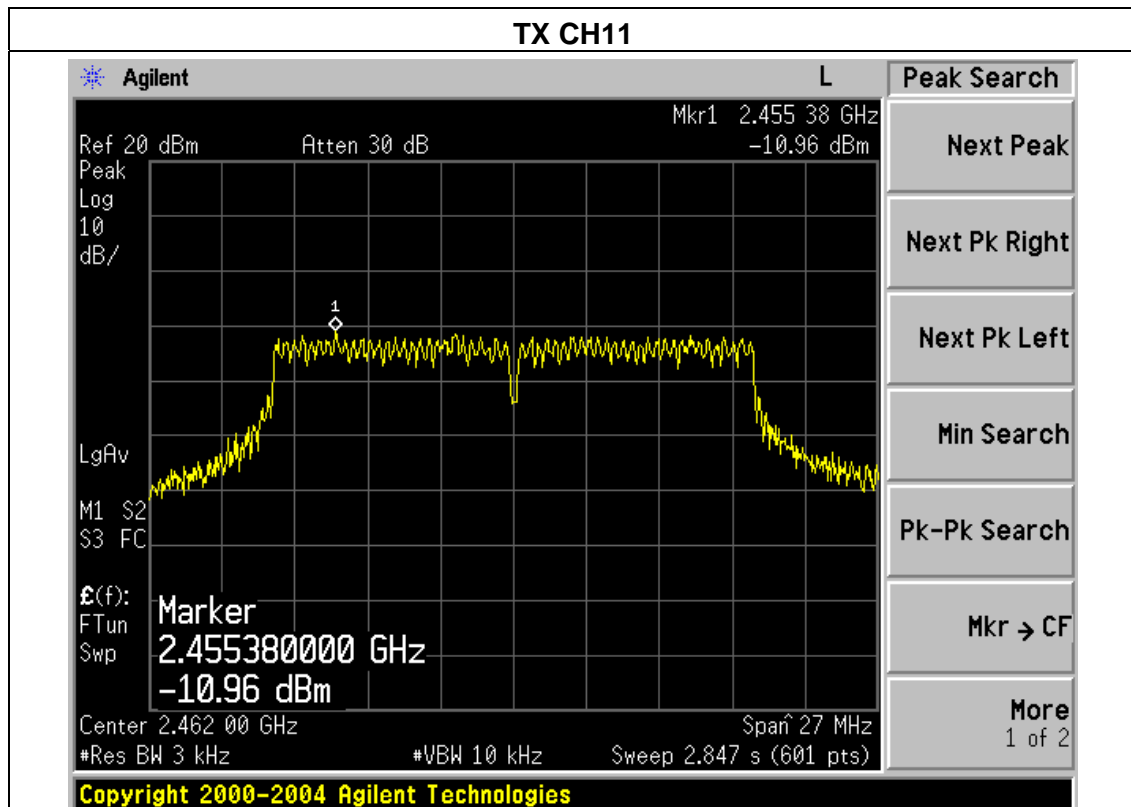 TX CH11
Agilent L Peak Search
Mkr1 2.455 38 GHz
Ref 20 dBm Atten 30 dB -10.96 dBm
Peak
Log
10
dB/
1
LgAv
M1 S2
S3 FC
£(f):
FTun
Swp
Marker
2.455380000 GHz
-10.96 dBm
Center 2.462 00 GHz Span^ 27 MHz
#Res BW 3 kHz #VBW 10 kHz Sweep 2.847 s (601 pts)
Next Peak
Next Pk Right
Next Pk Left
Min Search
Pk-Pk Search
Mkr → CF
More
1 of 2
Copyright 2000-2004 Agilent Technologies